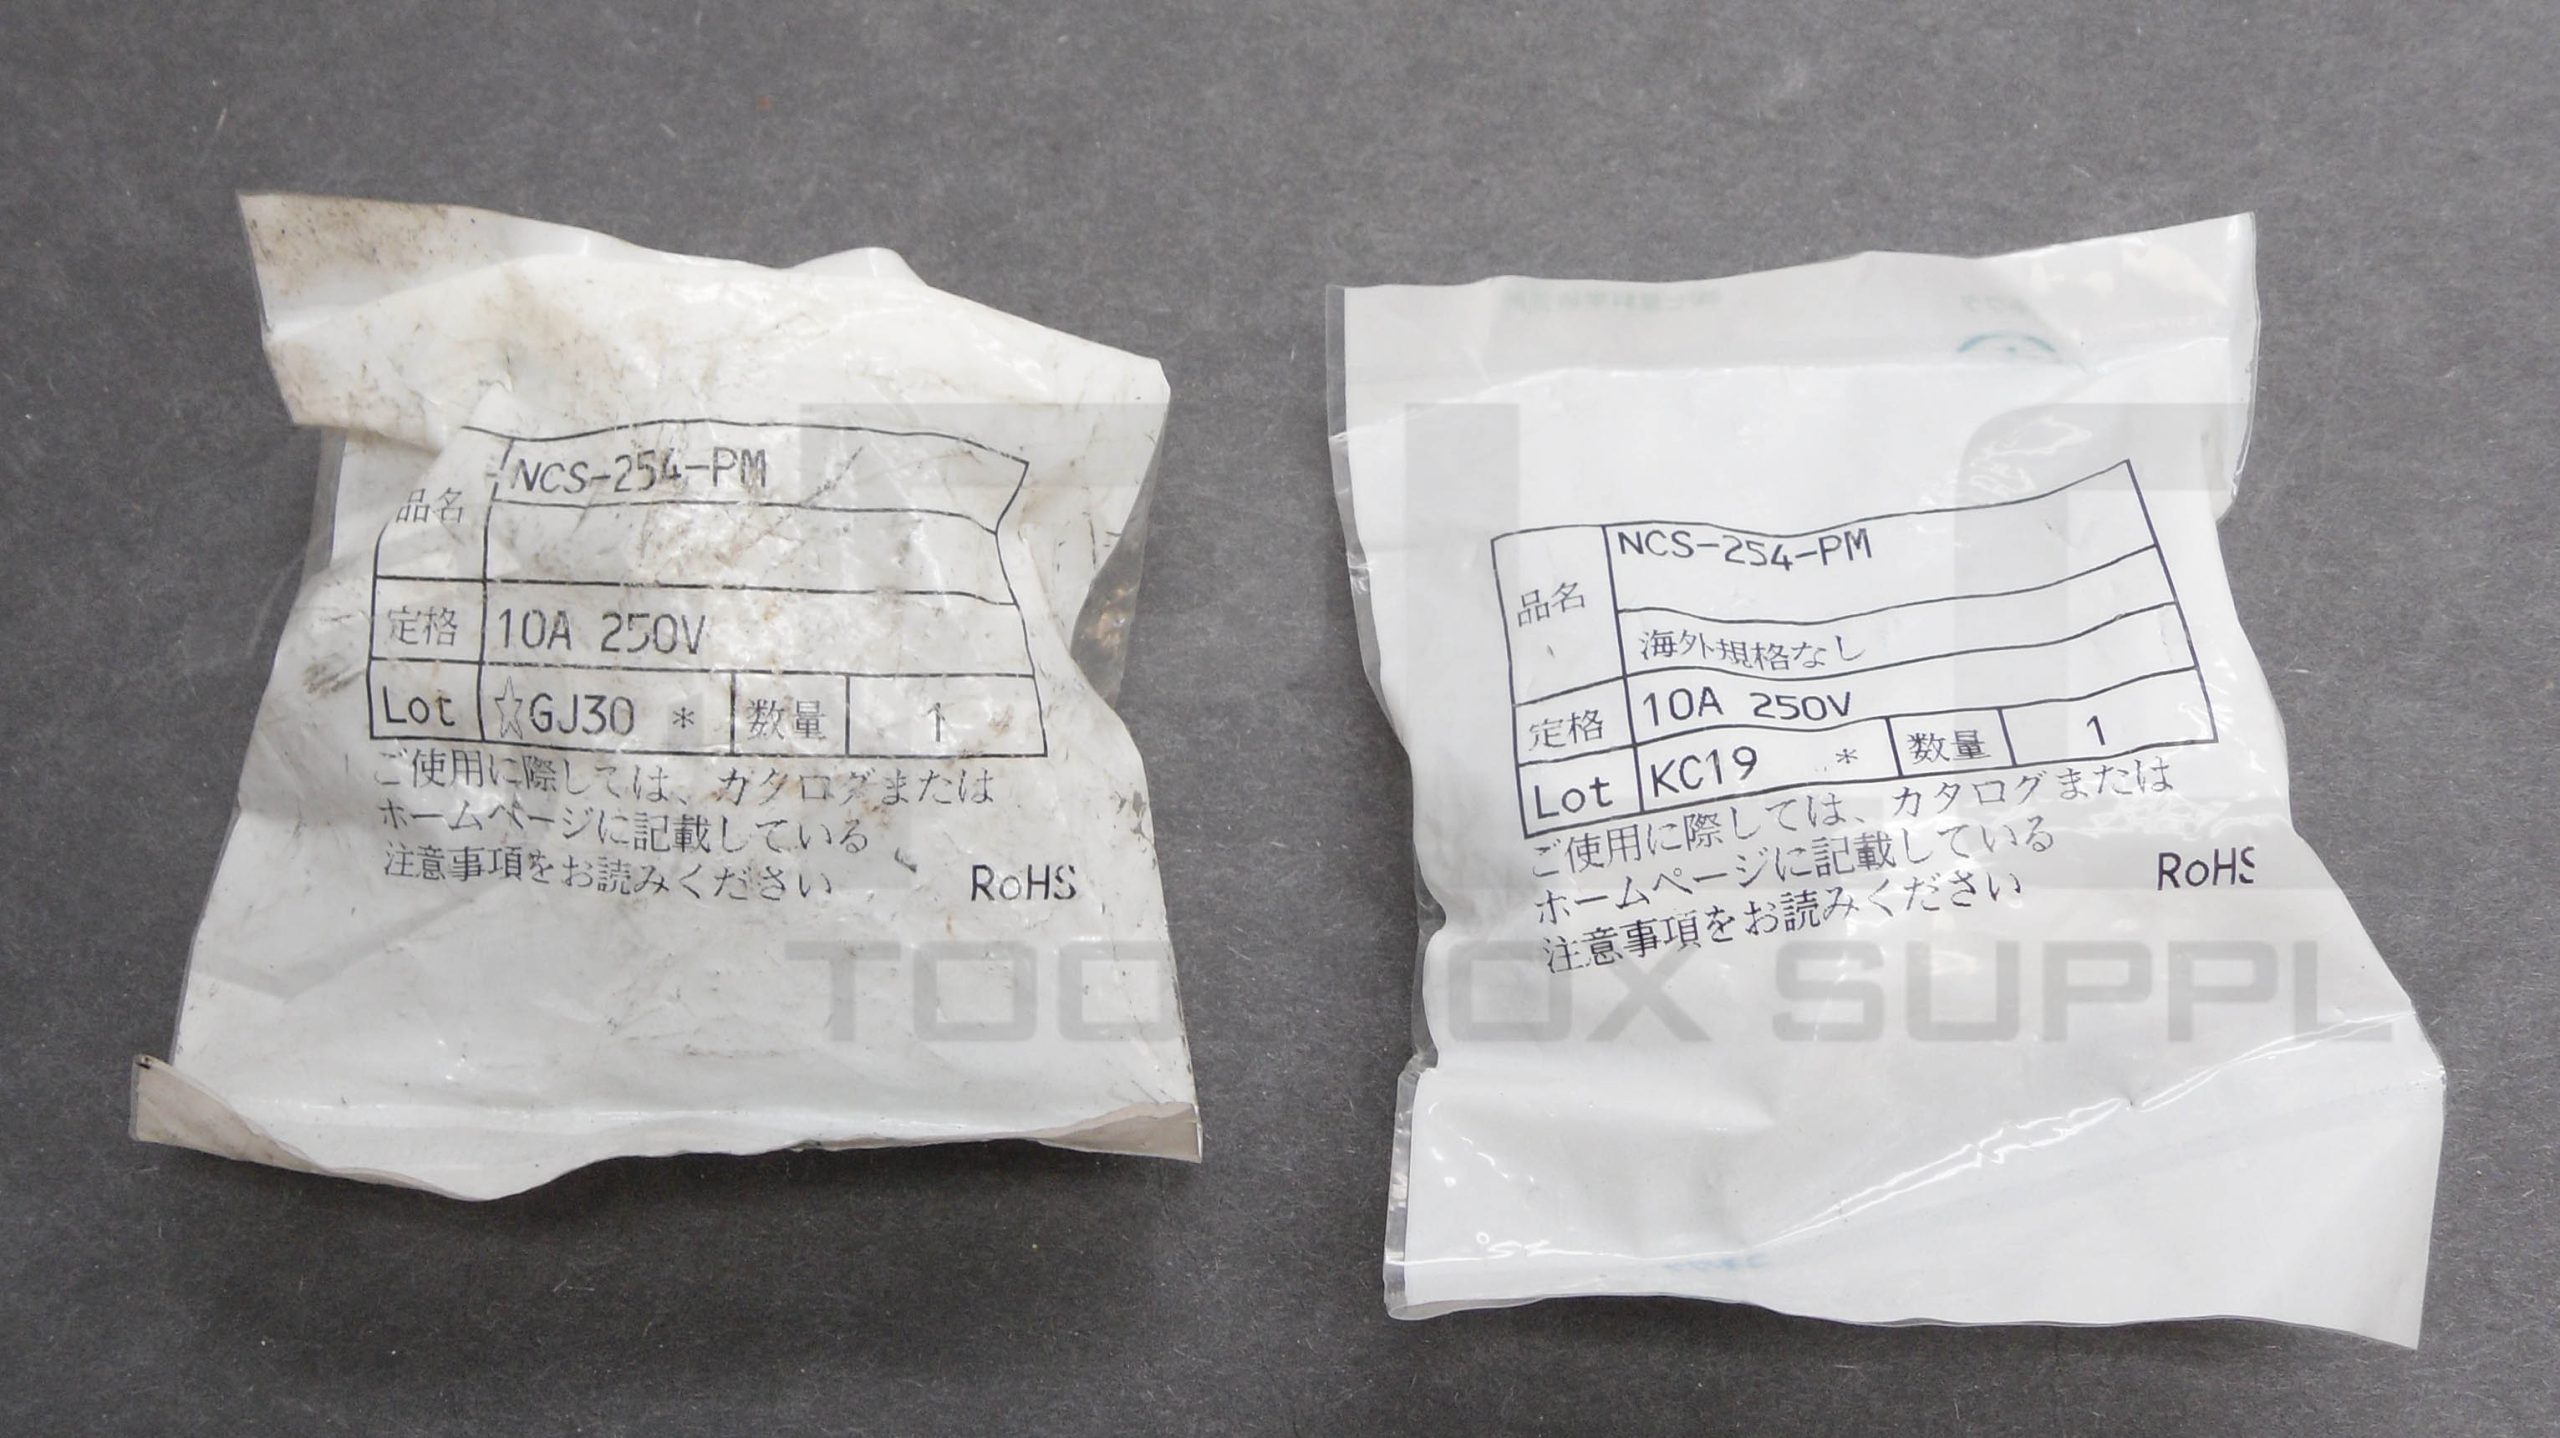 NCS-254-PM
品名
定格 10A 250V
Lot ☆GJ30 * 数量 1
ご使用に際しては、カタログまたは
ホームページに記載している
注意事項をお読みください
RoHS
NCS-254-PM
品名
海外規格なし
定格 10A 250V
Lot KC19 * 数量 1
ご使用に際しては、カタログまたは
ホームページに記載している
注意事項をお読みください
RoHS